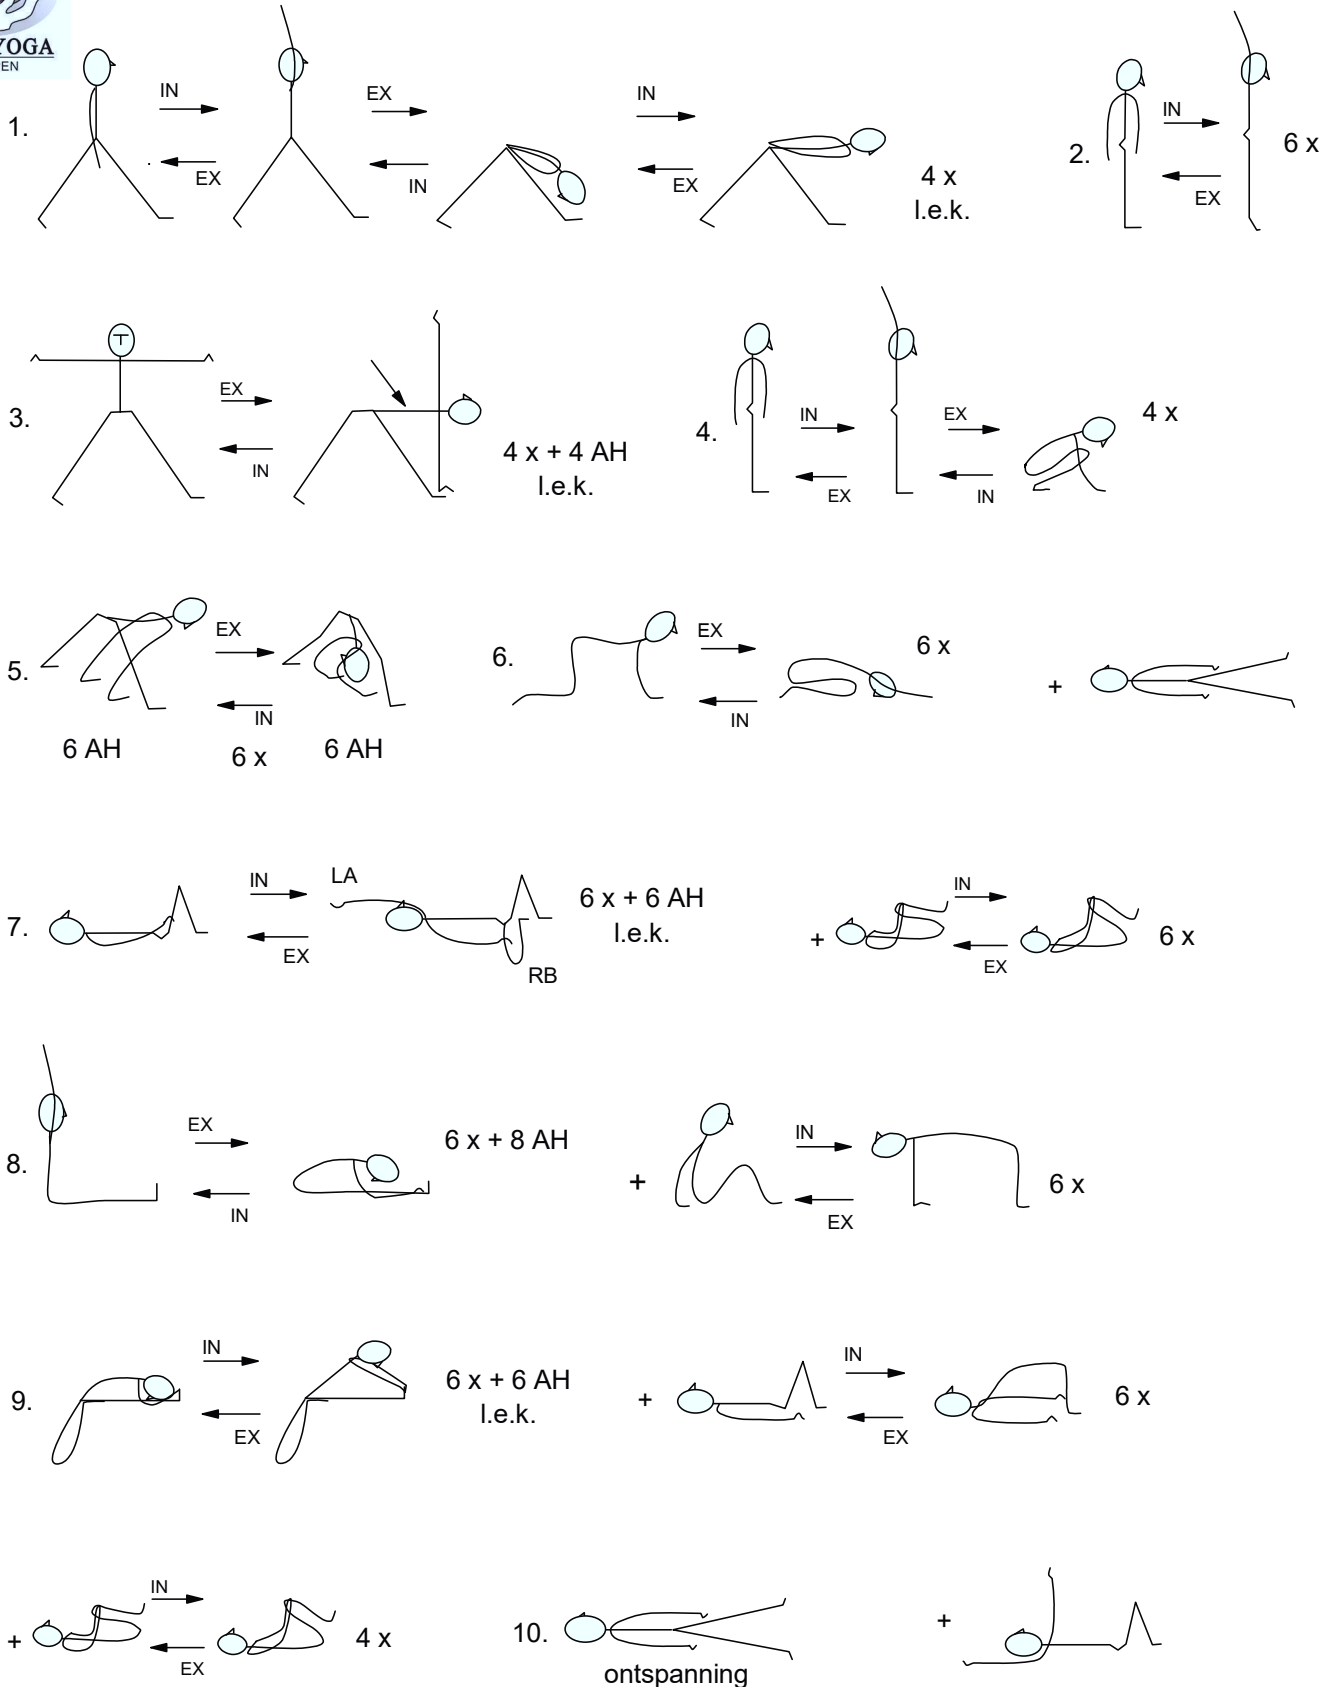 YOGA
EN
1.
IN
EX
EX
IN
IN
EX
4 x
l.e.k.
2.
IN
EX
6 x
3.
T
EX
IN
4 x + 4 AH
l.e.k.
4.
IN
EX
EX
IN
4 x
5.
EX
IN
6 AH
6 x
6 AH
6.
EX
IN
6 x
+
7.
IN
EX
LA
RB
6 x + 6 AH
l.e.k.
+
IN
EX
6 x
8.
EX
IN
6 x + 8 AH
+
IN
EX
6 x
9.
IN
EX
6 x + 6 AH
l.e.k.
+
IN
EX
6 x
+
IN
EX
4 x
10.
ontspanning
+